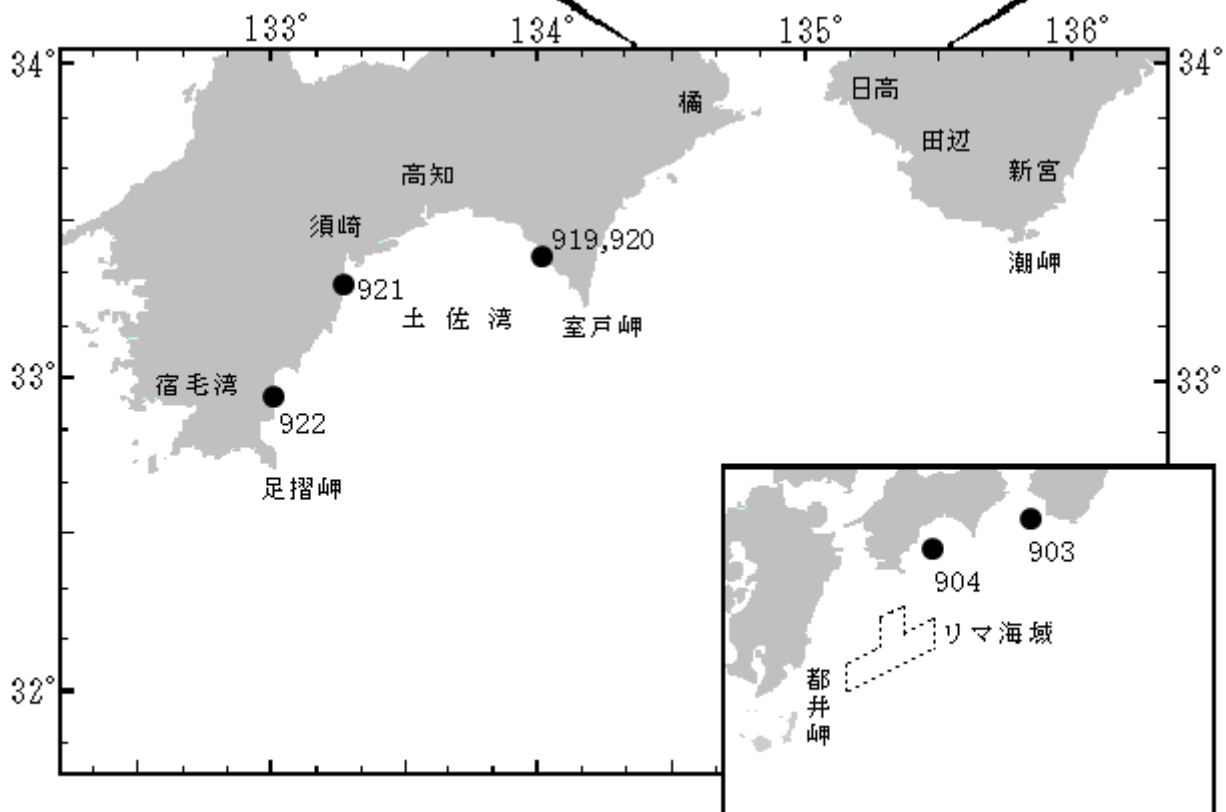 133°
134°
135°
136°
34°
34°
橘
日高
田辺
高知
新宮
須崎
919,920
潮岬
921
土佐湾
室戸岬
33°
宿毛湾
33°
922
足摺岬
903
904
リマ海域
32°
都井岬